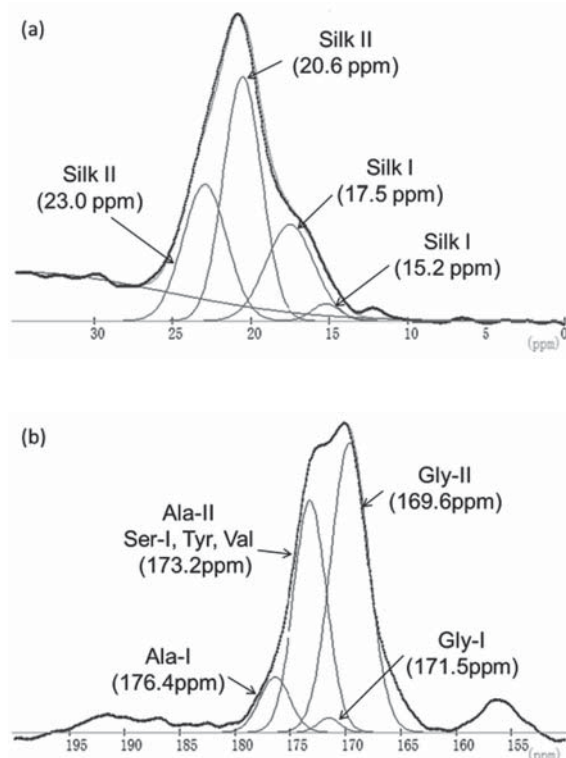 (a)
Silk II
(20.6 ppm)
Silk II
(23.0 ppm)
Silk I
(17.5 ppm)
Silk I
(15.2 ppm)
30 25 20 15 10 5 0
(ppm)
(b)
Gly-II
(169.6ppm)
Ala-II
Ser-I, Tyr, Val
(173.2ppm)
Gly-I
(171.5ppm)
Ala-I
(176.4ppm)
195 190 185 180 175 170 165 160 155
(ppm)